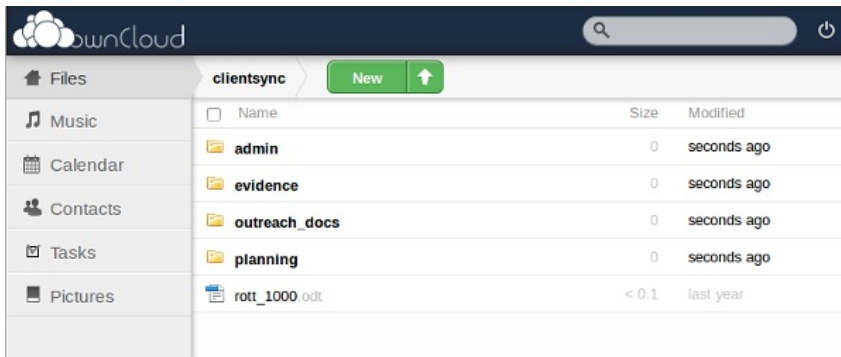 ownCloud
Files
Music
Calendar
Contacts
Tasks
Pictures
clientsync
New
Name Size Modified
admin 0 seconds ago
evidence 0 seconds ago
outreach_docs 0 seconds ago
planning 0 seconds ago
rott_1000.odt < 0.1 last year